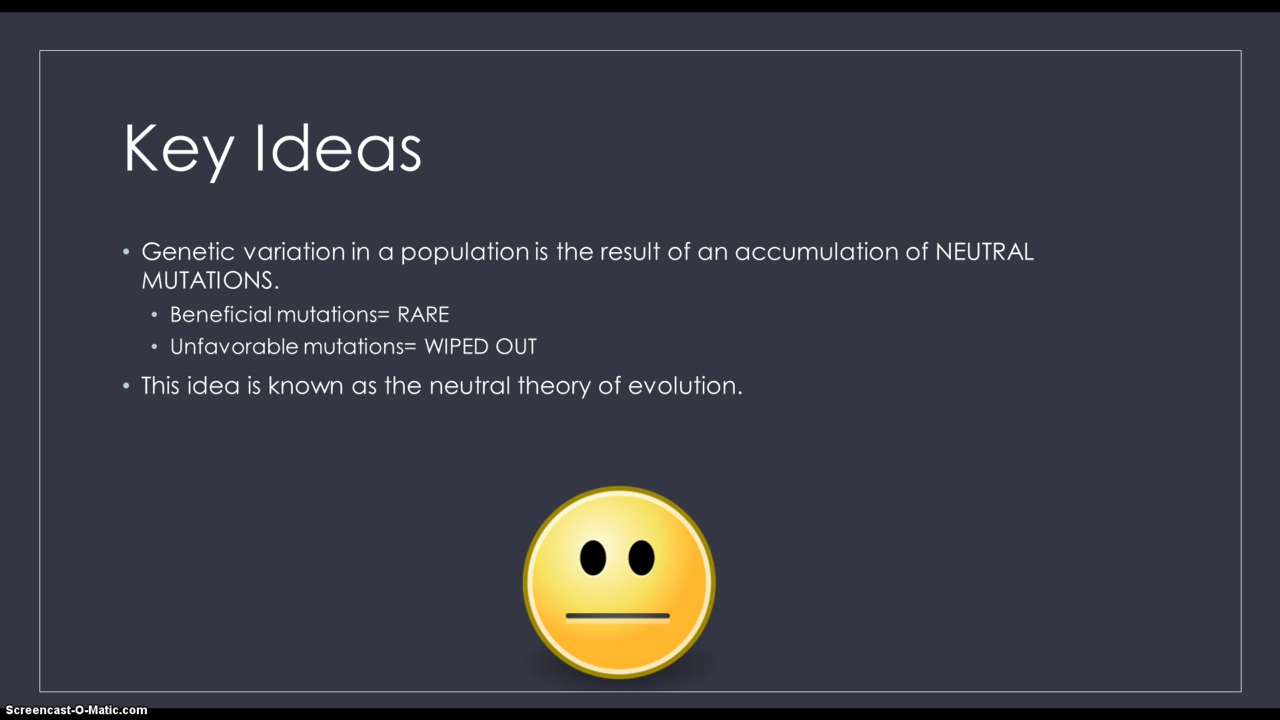 Key Ideas
• Genetic variation in a population is the result of an accumulation of NEUTRAL
MUTATIONS.
• Beneficial mutations= RARE
• Unfavorable mutations= WIPED OUT
• This idea is known as the neutral theory of evolution.
Screencast-O-Matic.com